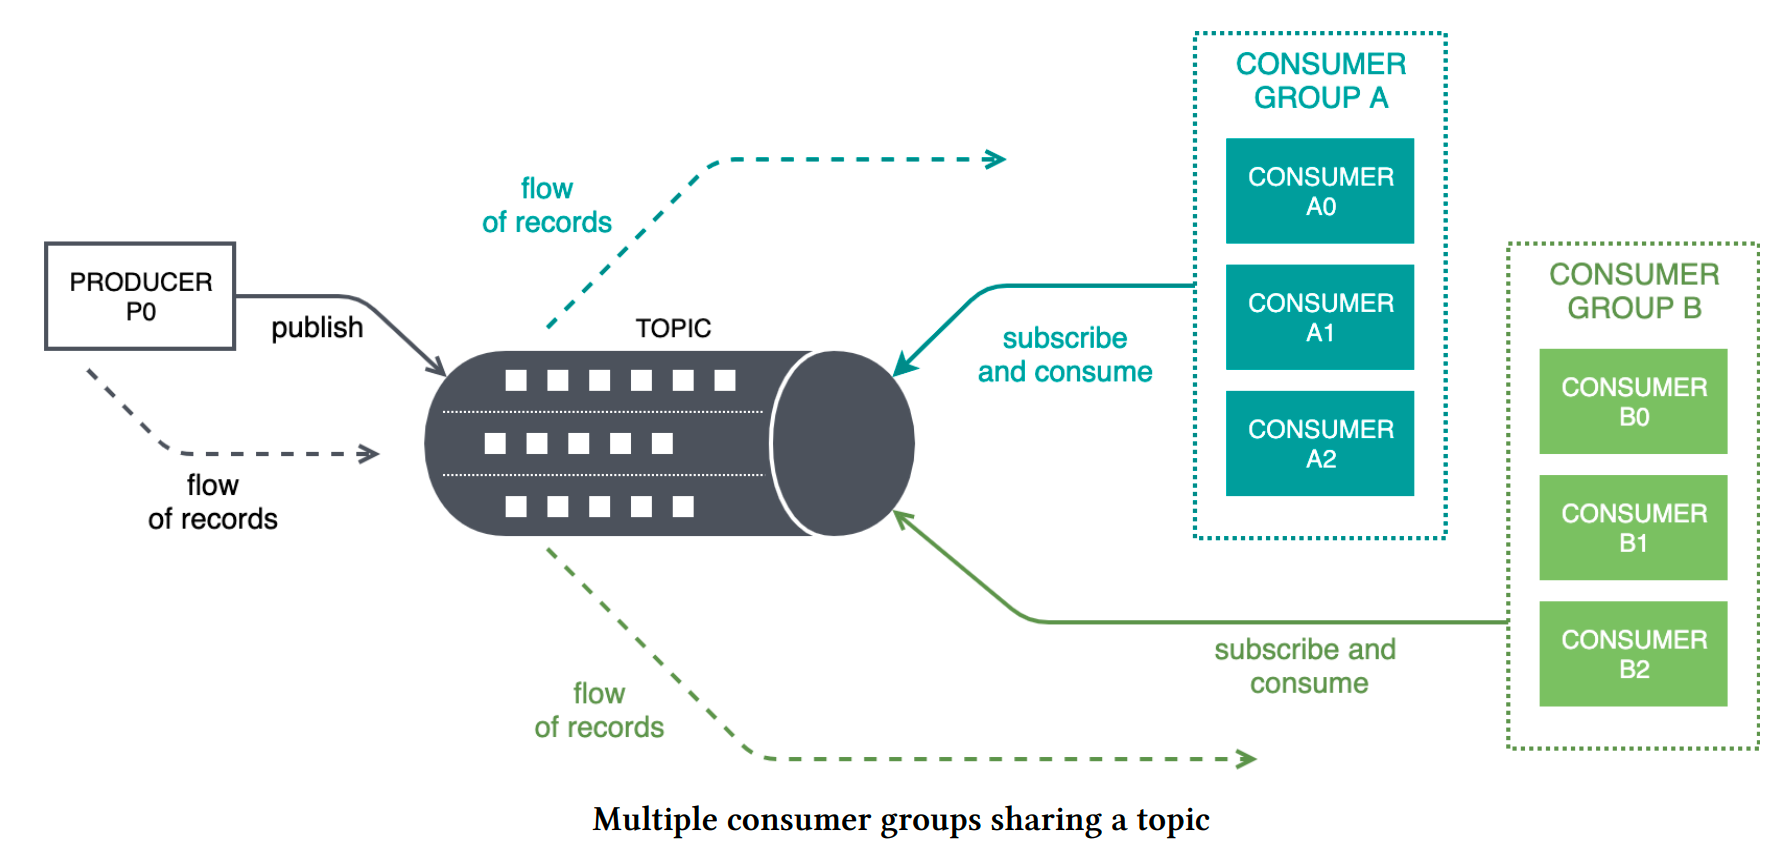 CONSUMER
GROUP A
CONSUMER
A0
flow
of records
PRODUCER
P0
publish
TOPIC
CONSUMER
A1
subscribe
and consume
CONSUMER
A2
CONSUMER
GROUP B
CONSUMER
B0
flow
of records
CONSUMER
B1
CONSUMER
B2
subscribe and
consume
flow
of records
Multiple consumer groups sharing a topic